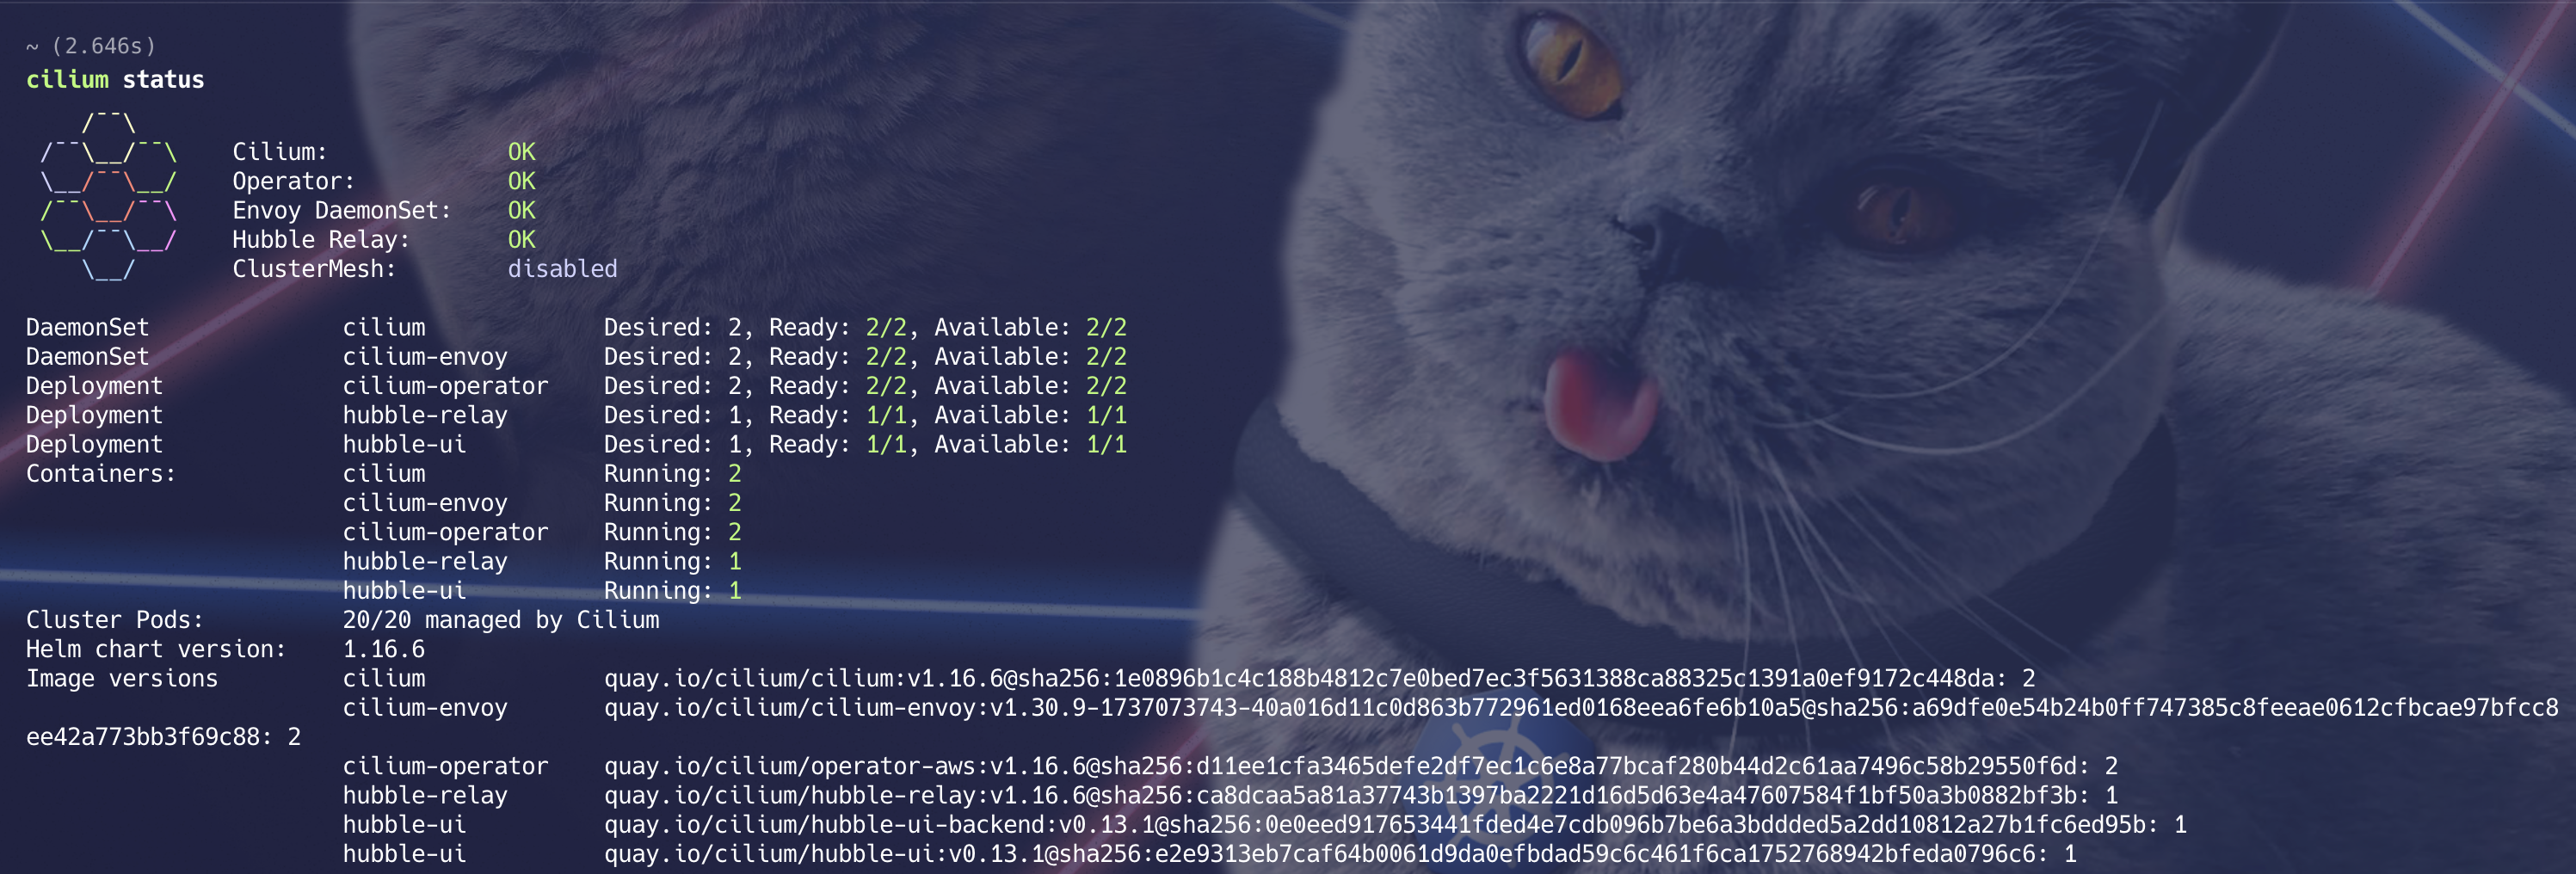 ~ (2.646s)
cilium status
    /¯¯\
 /¯¯\__/¯¯\    Cilium:             OK
 \__/¯¯\__/    Operator:           OK
 /¯¯\__/¯¯\    Envoy DaemonSet:    OK
 \__/¯¯\__/    Hubble Relay:       OK
    \__/       ClusterMesh:        disabled

DaemonSet              cilium             Desired: 2, Ready: 2/2, Available: 2/2
DaemonSet              cilium-envoy       Desired: 2, Ready: 2/2, Available: 2/2
Deployment             cilium-operator    Desired: 2, Ready: 2/2, Available: 2/2
Deployment             hubble-relay       Desired: 1, Ready: 1/1, Available: 1/1
Deployment             hubble-ui          Desired: 1, Ready: 1/1, Available: 1/1
Containers:            cilium             Running: 2
                       cilium-envoy       Running: 2
                       cilium-operator    Running: 2
                       hubble-relay       Running: 1
                       hubble-ui          Running: 1
Cluster Pods:          20/20 managed by Cilium
Helm chart version:    1.16.6
Image versions         cilium             quay.io/cilium/cilium:v1.16.6@sha256:1e0896b1c4c188b4812c7e0bed7ec3f5631388ca88325c1391a0ef9172c448da: 2
                       cilium-envoy       quay.io/cilium/cilium-envoy:v1.30.9-1737073743-40a016d11c0d863b772961ed0168eea6fe6b10a5@sha256:a69dfe0e54b24b0ff747385c8feeae0612cfbcae97bfcc8
ee42a773bb3f69c88: 2
                       cilium-operator    quay.io/cilium/operator-aws:v1.16.6@sha256:d11ee1cfa3465defe2df7ec1c6e8a77bcaf280b44d2c61aa7496c58b29550f6d: 2
                       hubble-relay       quay.io/cilium/hubble-relay:v1.16.6@sha256:ca8dcaa5a81a37743b1397ba2221d16d5d63e4a47607584f1bf50a3b0882bf3b: 1
                       hubble-ui          quay.io/cilium/hubble-ui-backend:v0.13.1@sha256:0e0eed917653441fded4e7cdb096b7be6a3bddded5a2dd10812a27b1fc6ed95b: 1
                       hubble-ui          quay.io/cilium/hubble-ui:v0.13.1@sha256:e2e9313eb7caf64b0061d9da0efbdad59c6c461f6ca1752768942bfeda0796c6: 1